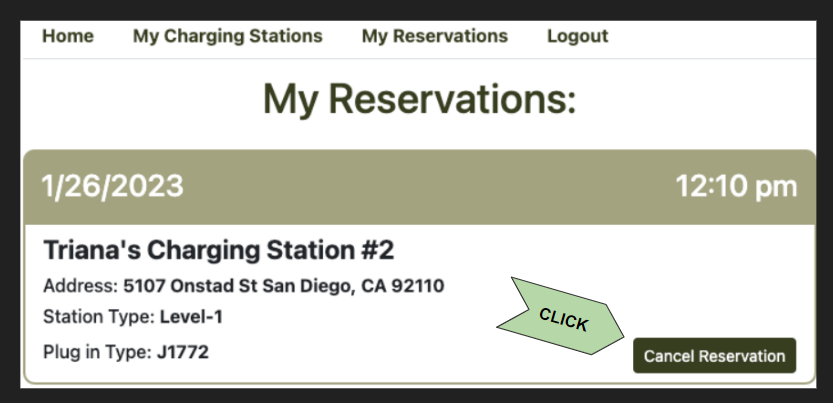 Home My Charging Stations My Reservations Logout
My Reservations:
1/26/2023 12:10 pm
Triana's Charging Station #2
Address: 5107 Onstad St San Diego, CA 92110
Station Type: Level-1
CLICK
Plug in Type: J1772
Cancel Reservation